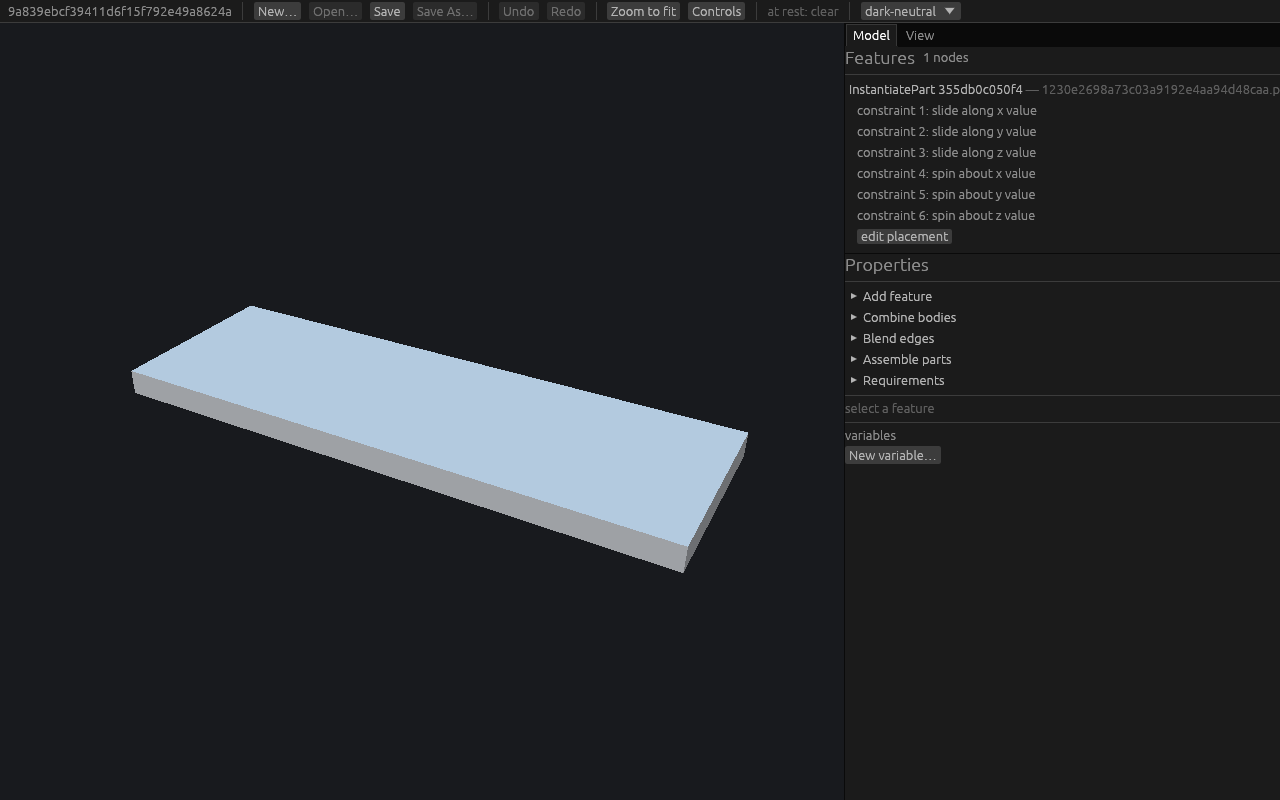 9a839ebcf39411d6f15f792e49a8624a New... Open... Save Save As... Undo Redo Zoom to fit Controls at rest: clear dark-neutral
Model View
Features 1 nodes
InstantiatePart 355db0c050f4 — 1230e2698a73c03a9192e4aa94d48caa.p
constraint 1: slide along x value
constraint 2: slide along y value
constraint 3: slide along z value
constraint 4: spin about x value
constraint 5: spin about y value
constraint 6: spin about z value
edit placement
Properties
Add feature
Combine bodies
Blend edges
Assemble parts
Requirements
select a feature
variables
New variable...